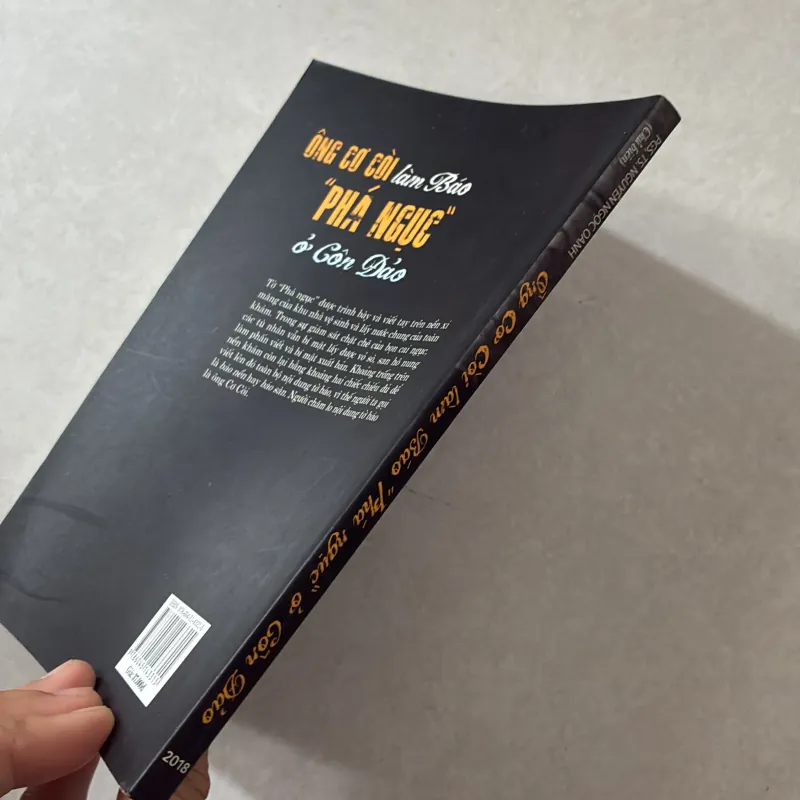 ÔNG CƠ CÒI làm Báo
"PHÁ NGỤC"
ở Côn Đảo
Tờ "Phá ngục" được trình bày và viết tay trên nền xi
măng của khu nhà vệ sinh và lấy nước chung của toàn
khám. Trong sự giám sát chặt chẽ của bọn cai ngục,
các tù nhân vẫn bí mật lấy được vỏ sò, san hô nung
làm phấn viết và bí mật xuất bản. Khoảng trống trên
nền khám còn lại bằng khoảng hai chiếc chiếu đủ để
viết lên đó toàn bộ nội dung tờ báo, vì thế người ta gọi
là báo nền hay báo sàn. Người chăm lo nội dung tờ báo
là ông Cơ Còi.
Giá:
PGS, TS. NGUYỄN NGỌC OANH
(Chủ biên)
Ông Cơ Còi làm Báo "Phá ngục" ở Côn Đảo
2018